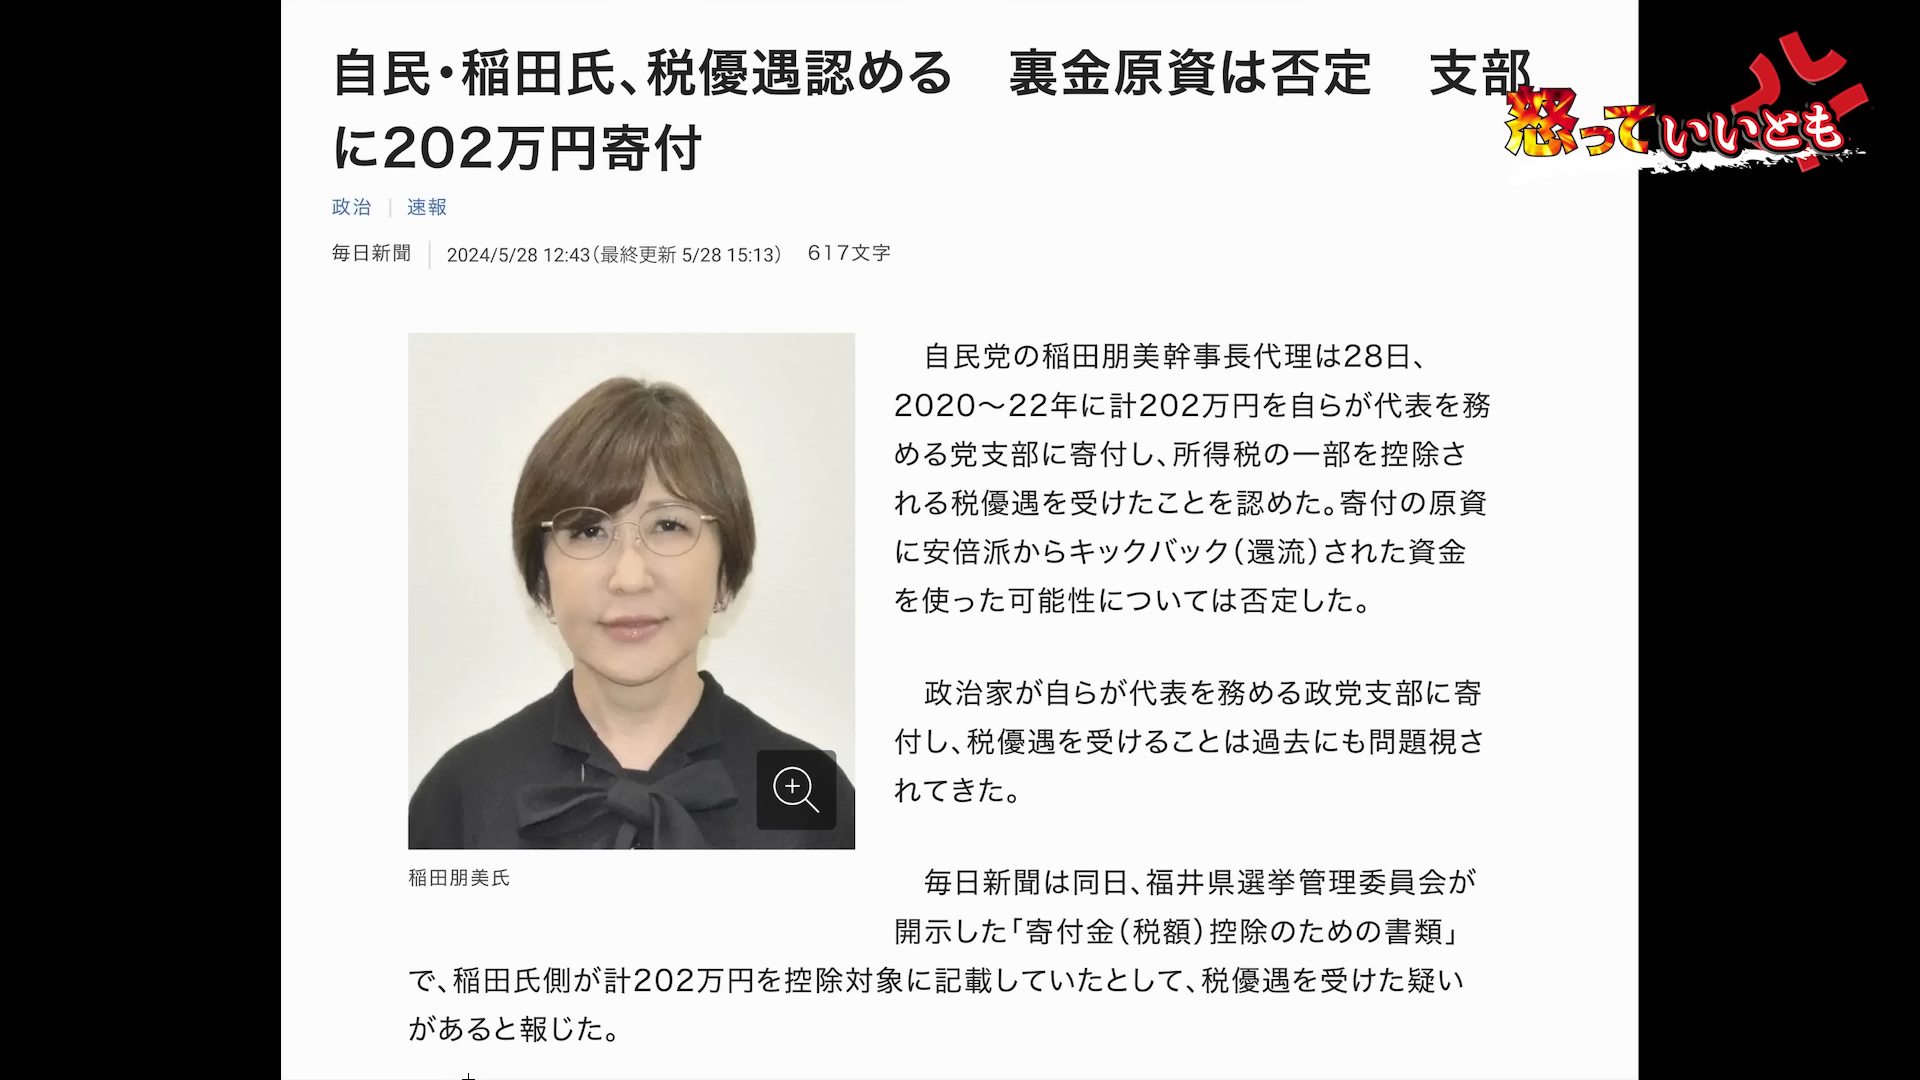 自民・稲田氏、税優遇認める　裏金原資は否定　支部
に202万円寄付
怒っていいとも
政治 | 速報
毎日新聞 | 2024/5/28 12:43（最終更新 5/28 15:13） 617文字
自民党の稲田朋美幹事長代理は28日、
2020〜22年に計202万円を自らが代表を務
める党支部に寄付し、所得税の一部を控除さ
れる税優遇を受けたことを認めた。寄付の原資
に安倍派からキックバック（還流）された資金
を使った可能性については否定した。
政治家が自らが代表を務める政党支部に寄
付し、税優遇を受けることは過去にも問題視さ
れてきた。
稲田朋美氏
毎日新聞は同日、福井県選挙管理委員会が
開示した「寄付金（税額）控除のための書類」
で、稲田氏側が計202万円を控除対象に記載していたとして、税優遇を受けた疑い
があると報じた。